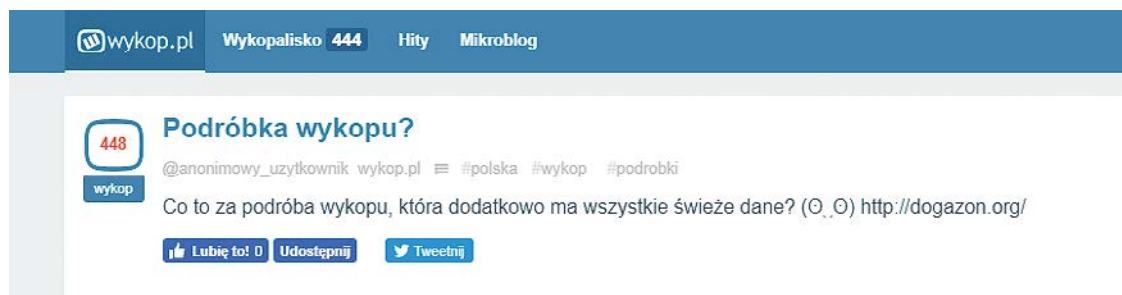 wykop.pl Wykopalisko 444 Hity Mikroblog
448
wykop
Podróbka wykopu?
@anonimowy_uzytkownik wykop.pl #polska #wykop #podrobki
Co to za podróba wykopu, która dodatkowo ma wszystkie świeże dane? (ʘ‿ʘ) http://dogazon.org/
Lubię to! 0 Udostępnij Tweetnij